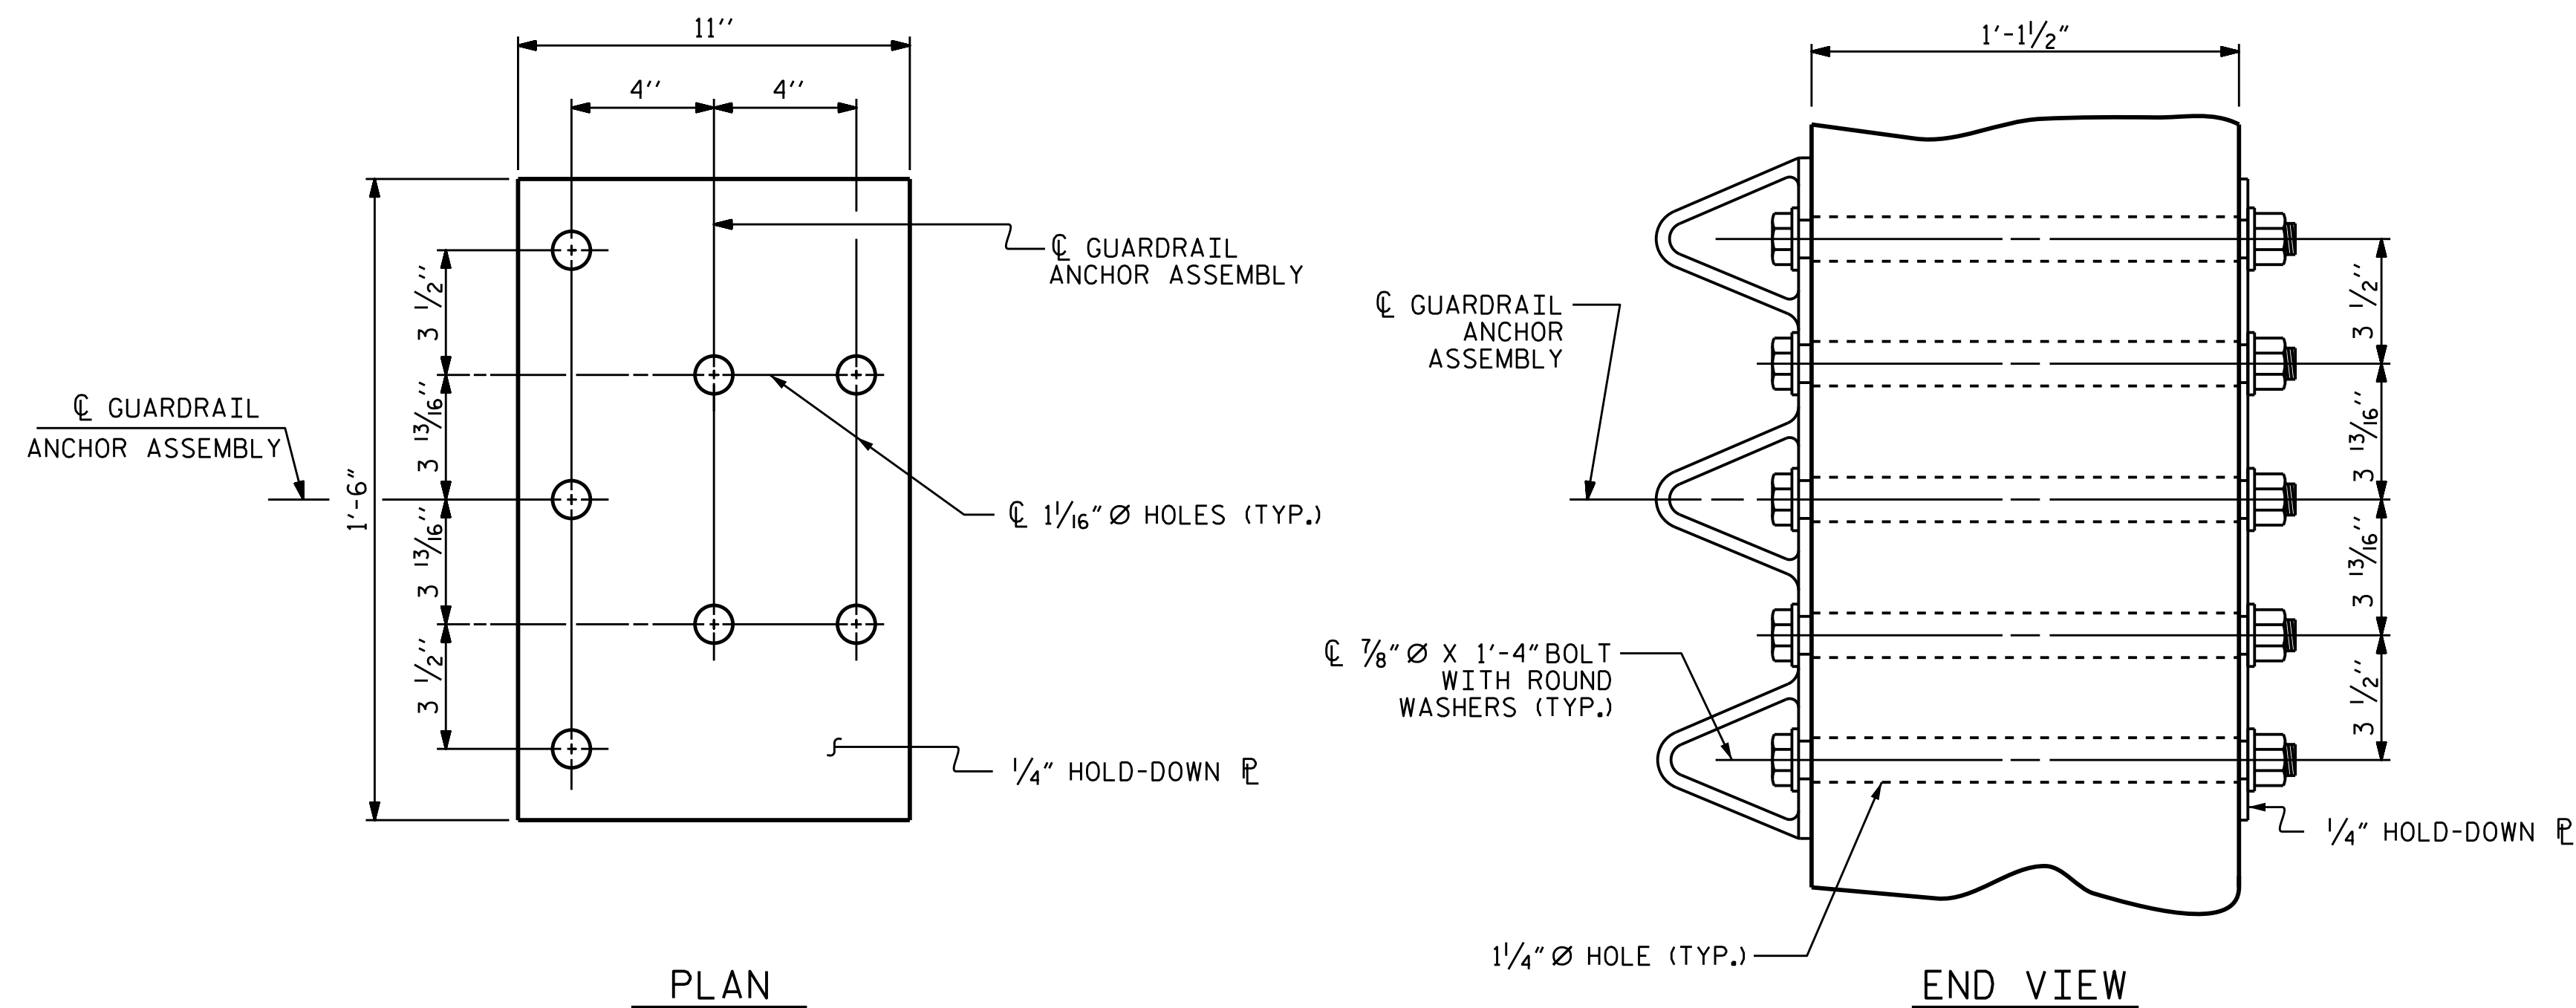 11''
4''
4''
℄ GUARDRAIL
ANCHOR ASSEMBLY
3 1/2''
3 13/16''
3 13/16''
3 1/2''
1'-6"
℄ GUARDRAIL
ANCHOR ASSEMBLY
℄ 1 1/16" Ø HOLES (TYP.)
1/4" HOLD-DOWN ⅊
PLAN
1'-1 1/2"
℄ GUARDRAIL
ANCHOR
ASSEMBLY
3 1/2''
3 13/16''
3 13/16''
3 1/2''
℄ 7/8" Ø X 1'-4" BOLT
WITH ROUND
WASHERS (TYP.)
1/4" HOLD-DOWN ⅊
1 1/4" Ø HOLE (TYP.)
END VIEW